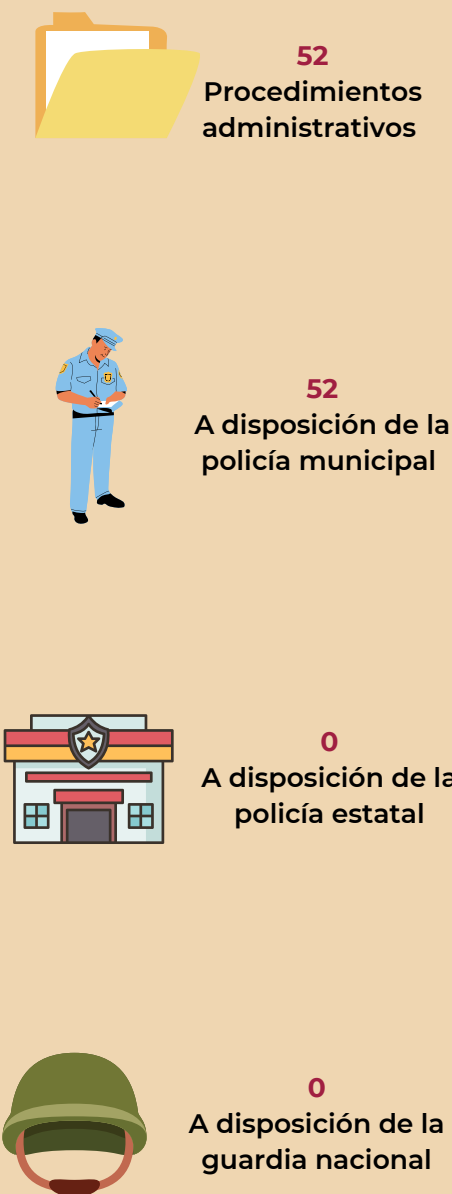 52
Procedimientos
administrativos
52
A disposición de la
policía municipal
0
A disposición de la
policía estatal
0
A disposición de la
guardia nacional